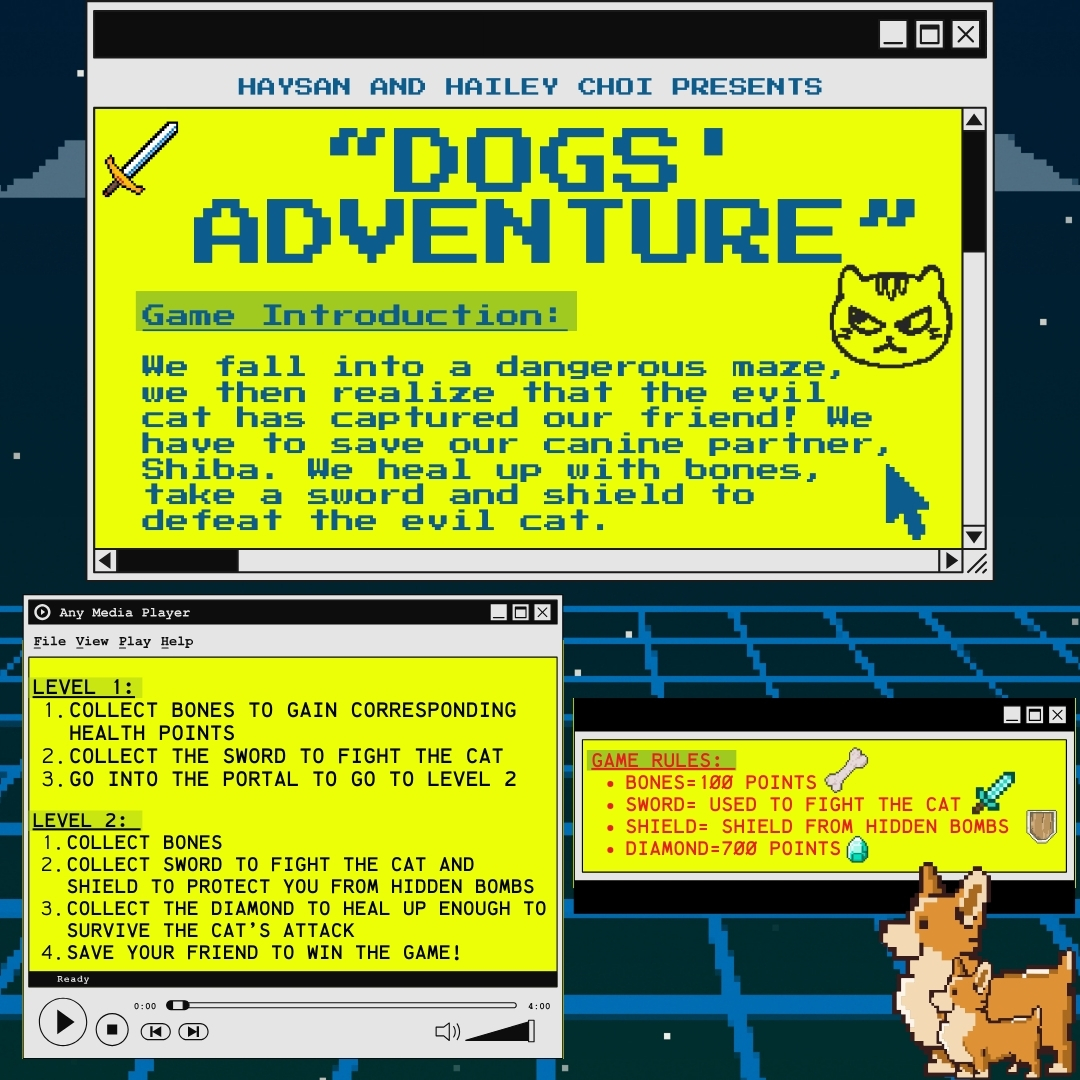 HAYSAN AND HAILEY CHOI PRESENTS
"DOGS'
ADVENTURE"
Game Introduction:
We fall into a dangerous maze,
we then realize that the evil
cat has captured our friend! We
have to save our canine partner,
Shiba. We heal up with bones,
take a sword and shield to
defeat the evil cat.
Any Media Player
File View Play Help
LEVEL 1:
1. COLLECT BONES TO GAIN CORRESPONDING
HEALTH POINTS
2. COLLECT THE SWORD TO FIGHT THE CAT
3. GO INTO THE PORTAL TO GO TO LEVEL 2
LEVEL 2:
1. COLLECT BONES
2. COLLECT SWORD TO FIGHT THE CAT AND
SHIELD TO PROTECT YOU FROM HIDDEN BOMBS
3. COLLECT THE DIAMOND TO HEAL UP ENOUGH TO
SURVIVE THE CAT'S ATTACK
4. SAVE YOUR FRIEND TO WIN THE GAME!
Ready
0:00 4:00
GAME RULES:
• BONES=100 POINTS
• SWORD= USED TO FIGHT THE CAT
• SHIELD= SHIELD FROM HIDDEN BOMBS
• DIAMOND=700 POINTS